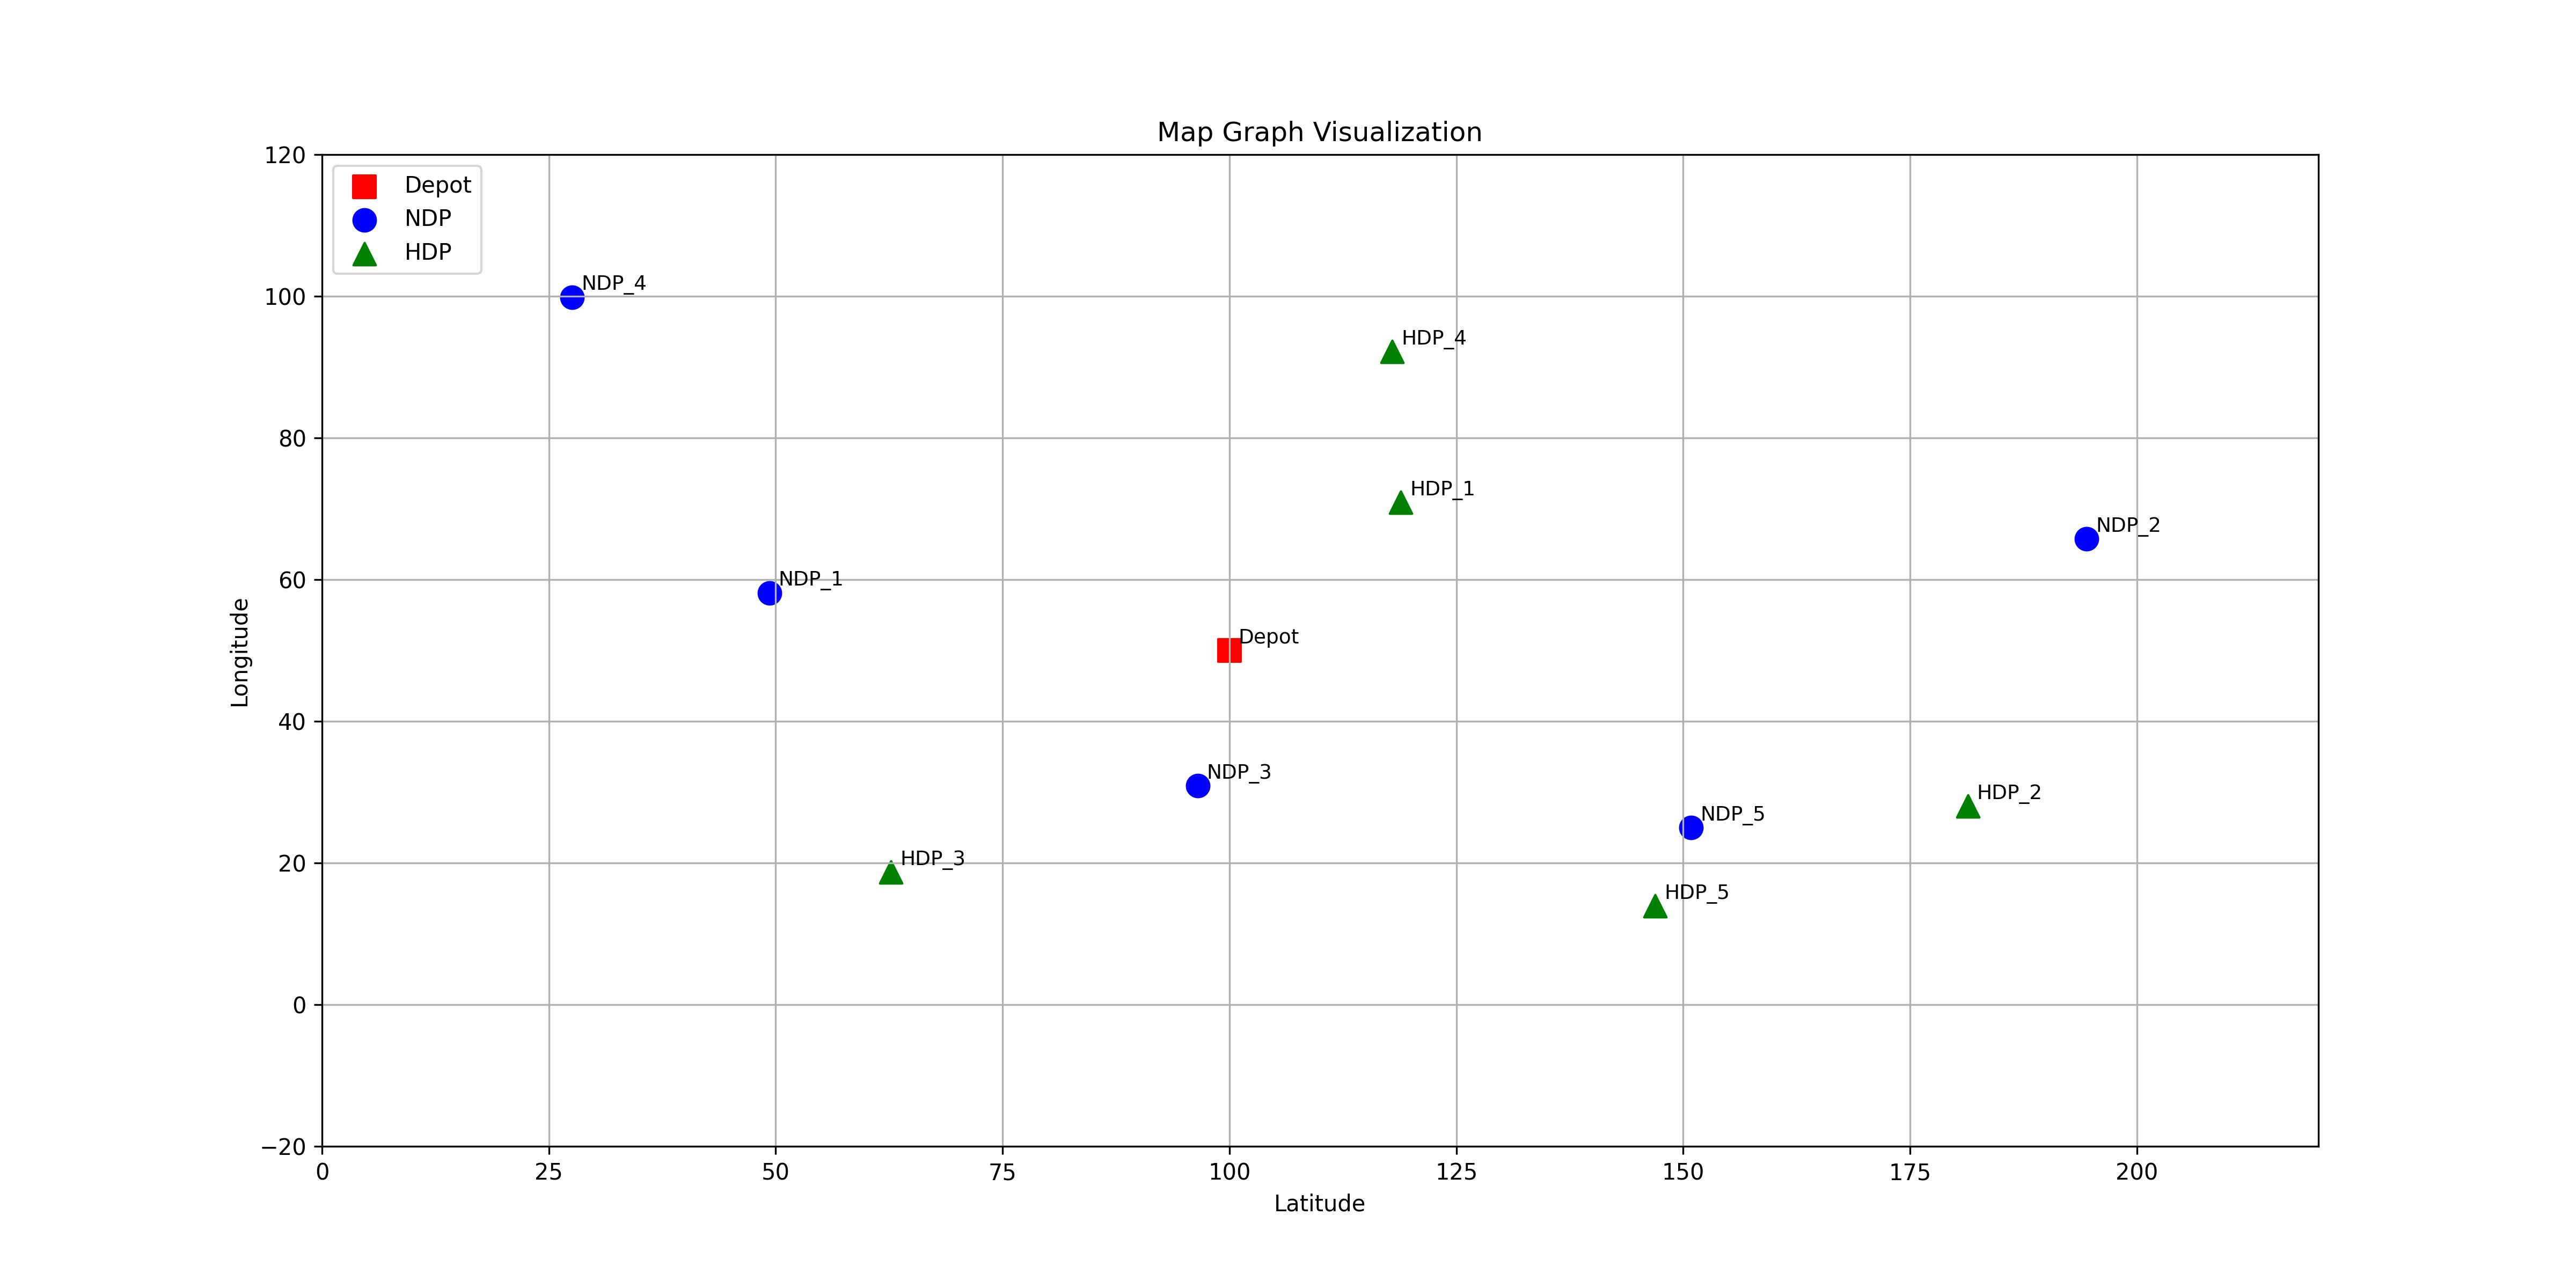 Map Graph Visualization
120
100
80
60
40
20
0
−20
Longitude
Depot
NDP
HDP
NDP_4
HDP_4
HDP_1
NDP_2
NDP_1
Depot
NDP_3
HDP_2
NDP_5
HDP_3
HDP_5
0 25 50 75 100 125 150 175 200
Latitude